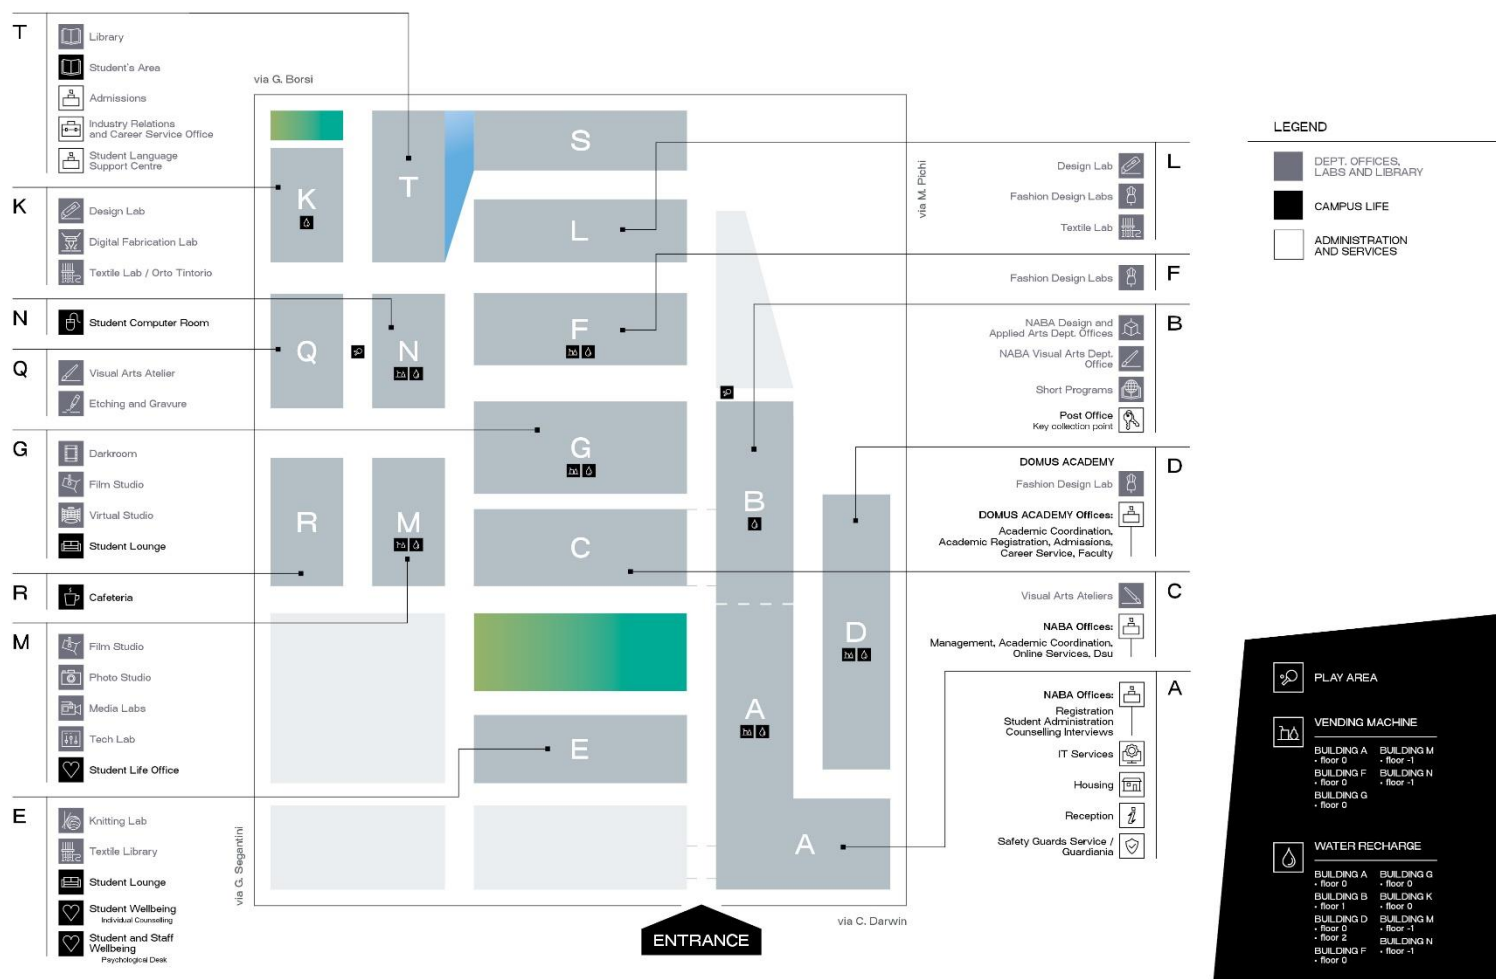 T
Library
Student's Area
Admissions
Industry Relations
and Career Service Office
Student Language
Support Centre
K
Design Lab
Digital Fabrication Lab
Textile Lab / Orto Tintorio
N
Student Computer Room
Q
Visual Arts Atelier
Etching and Gravure
G
Darkroom
Film Studio
Virtual Studio
Student Lounge
R
Cafeteria
M
Film Studio
Photo Studio
Media Labs
Tech Lab
Student Life Office
E
Knitting Lab
Textile Library
Student Lounge
Student Wellbeing
Individual Counselling
Student and Staff
Wellbeing
Psychological Desk
via G. Borsi
via M. Pichi
via G. Segantini
via C. Darwin
K
T
S
L
Q
N
F
G
R
M
C
B
D
E
A
A
ENTRANCE
L
Design Lab
Fashion Design Labs
Textile Lab
F
Fashion Design Labs
B
NABA Design and
Applied Arts Dept. Offices
NABA Visual Arts Dept.
Office
Short Programs
Post Office
Key collection point
D
DOMUS ACADEMY
Fashion Design Lab
DOMUS ACADEMY Offices:
Academic Coordination,
Academic Registration, Admissions,
Career Service, Faculty
C
Visual Arts Ateliers
NABA Offices:
Management, Academic Coordination,
Online Services, Dsu
A
NABA Offices:
Registration
Student Administration
Counselling Interviews
IT Services
Housing
Reception
Safety Guards Service /
Guardiania
LEGEND
DEPT. OFFICES,
LABS AND LIBRARY
CAMPUS LIFE
ADMINISTRATION
AND SERVICES
PLAY AREA
VENDING MACHINE
BUILDING A
• floor 0
BUILDING F
• floor 0
BUILDING G
• floor 0
BUILDING M
• floor -1
BUILDING N
• floor -1
WATER RECHARGE
BUILDING A
• floor 0
BUILDING B
• floor 1
BUILDING D
• floor 0
• floor 2
BUILDING F
• floor 0
BUILDING G
• floor 0
BUILDING K
• floor 0
BUILDING M
• floor -1
BUILDING N
• floor -1